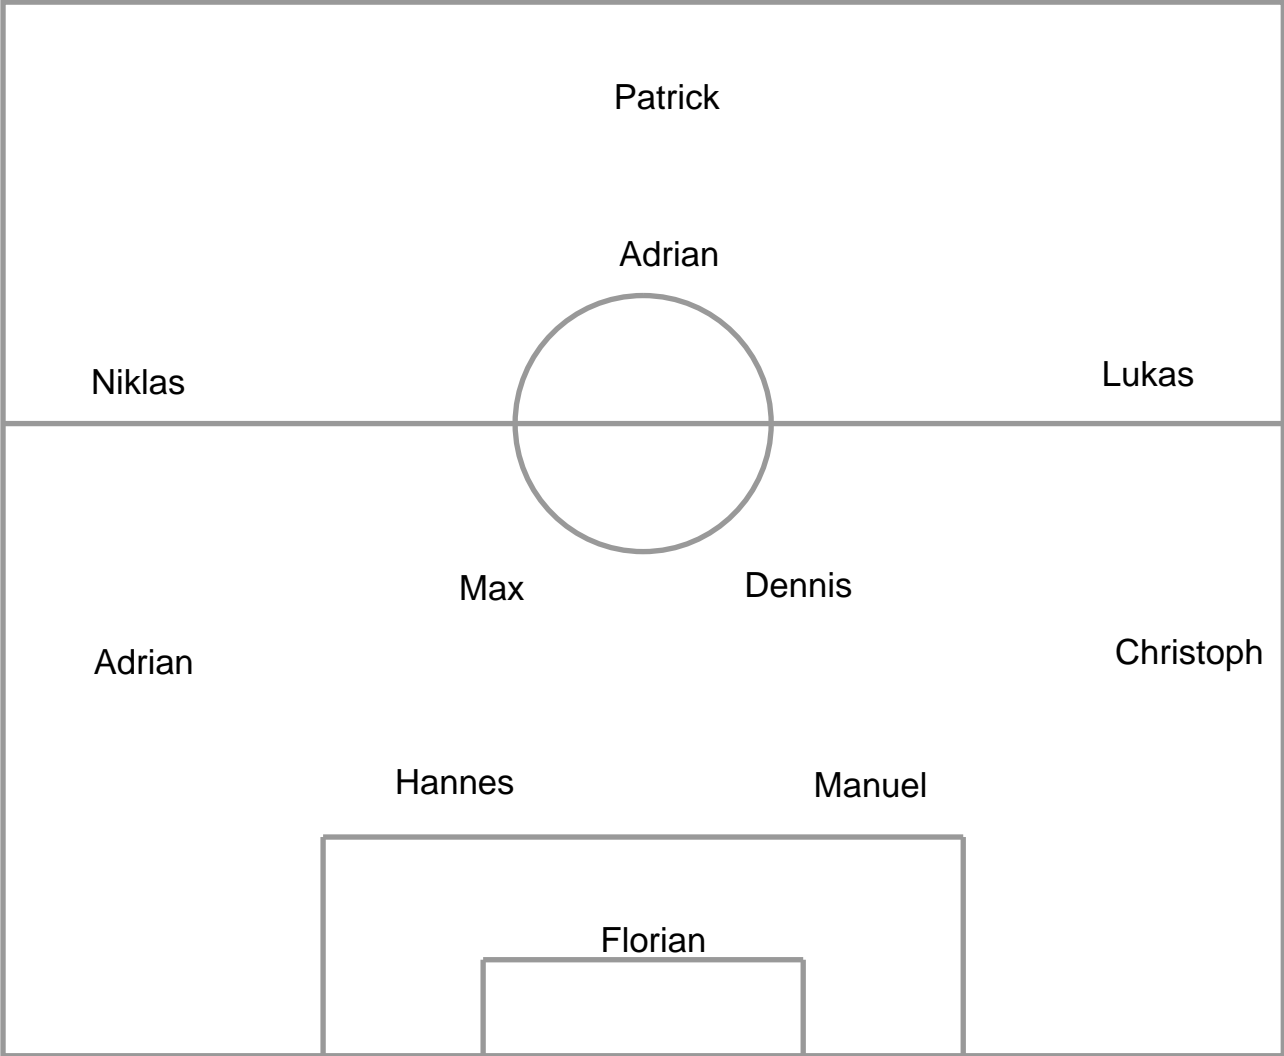 Patrick
Adrian
Niklas
Lukas
Max
Dennis
Adrian
Christoph
Hannes
Manuel
Florian